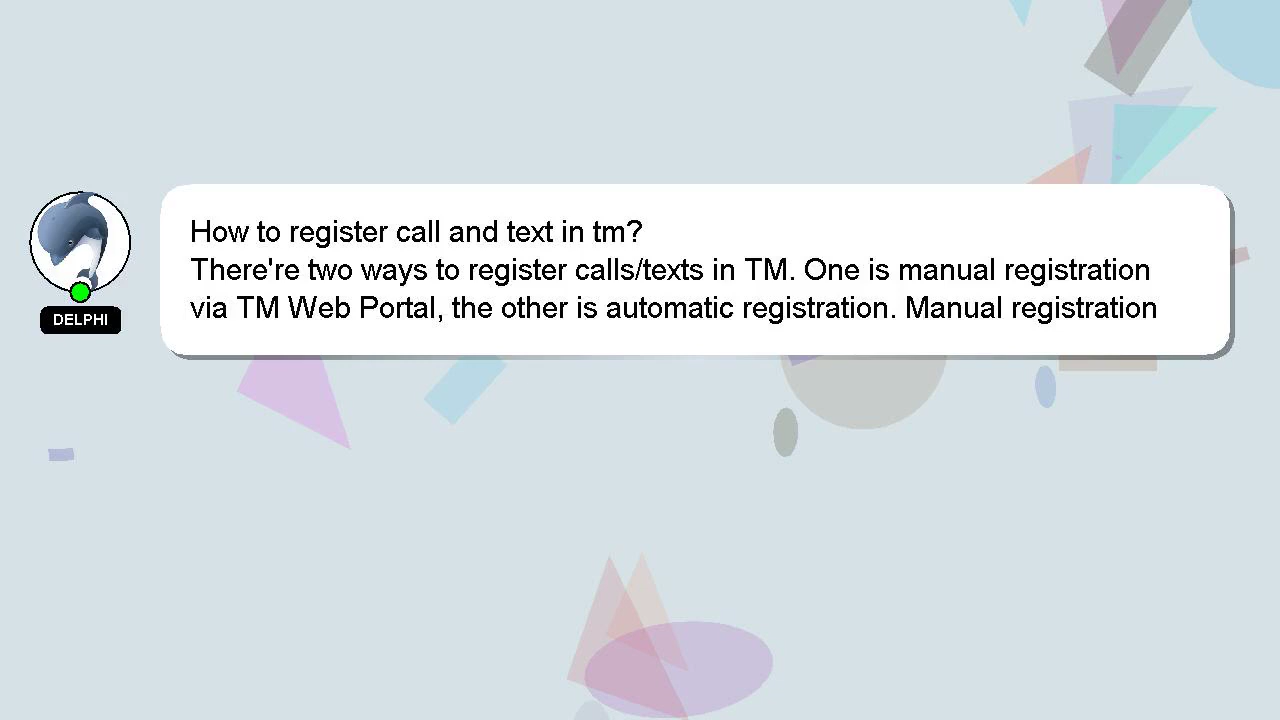 How to register call and text in tm?
There're two ways to register calls/texts in TM. One is manual registration
via TM Web Portal, the other is automatic registration. Manual registration
DELPHI